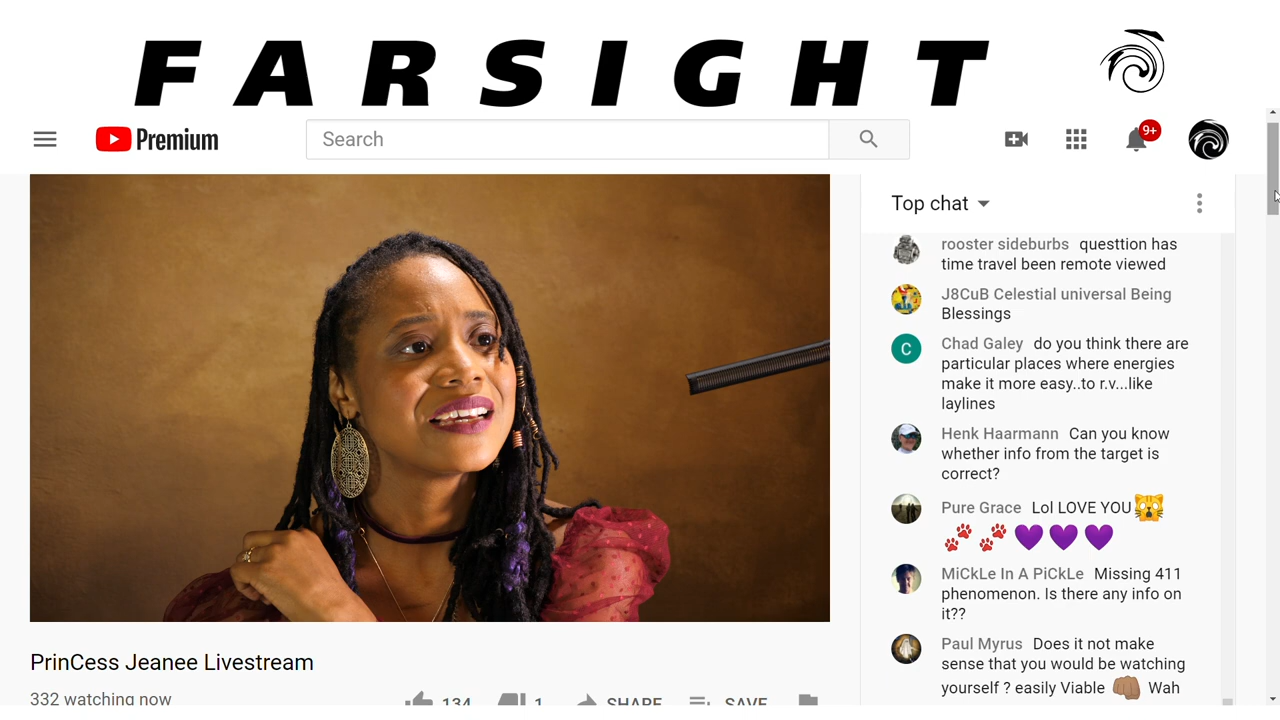 FARSIGHT
Premium
Search
9+
Top chat
rooster sideburbs questtion has
time travel been remote viewed
J8CuB Celestial universal Being
Blessings
C
Chad Galey do you think there are
particular places where energies
make it more easy..to r.v...like
laylines
Henk Haarmann Can you know
whether info from the target is
correct?
Pure Grace Lol LOVE YOU🙀
🐾 🐾 💜 💜 💜
MiCkLe In A PiCkLe Missing 411
phenomenon. Is there any info on
it??
Paul Myrus Does it not make
sense that you would be watching
yourself ? easily Viable 👊🏽 Wah
PrinCess Jeanee Livestream
332 watching now
134
1
SHARE
SAVE